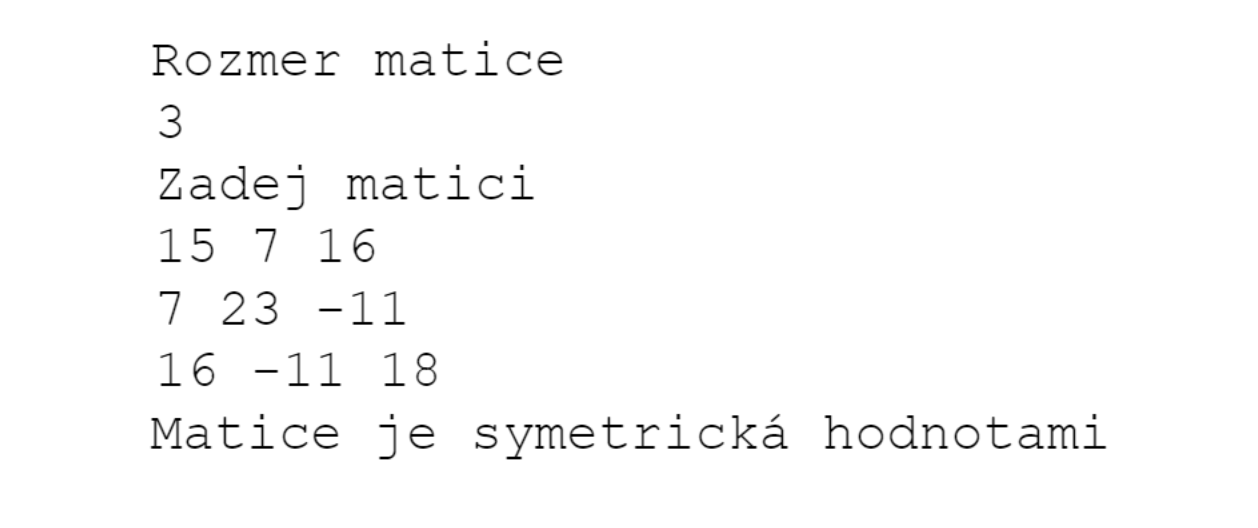 Rozmer matice
3
Zadej matici
15 7 16
7 23 -11
16 -11 18
Matice je symetrická hodnotami